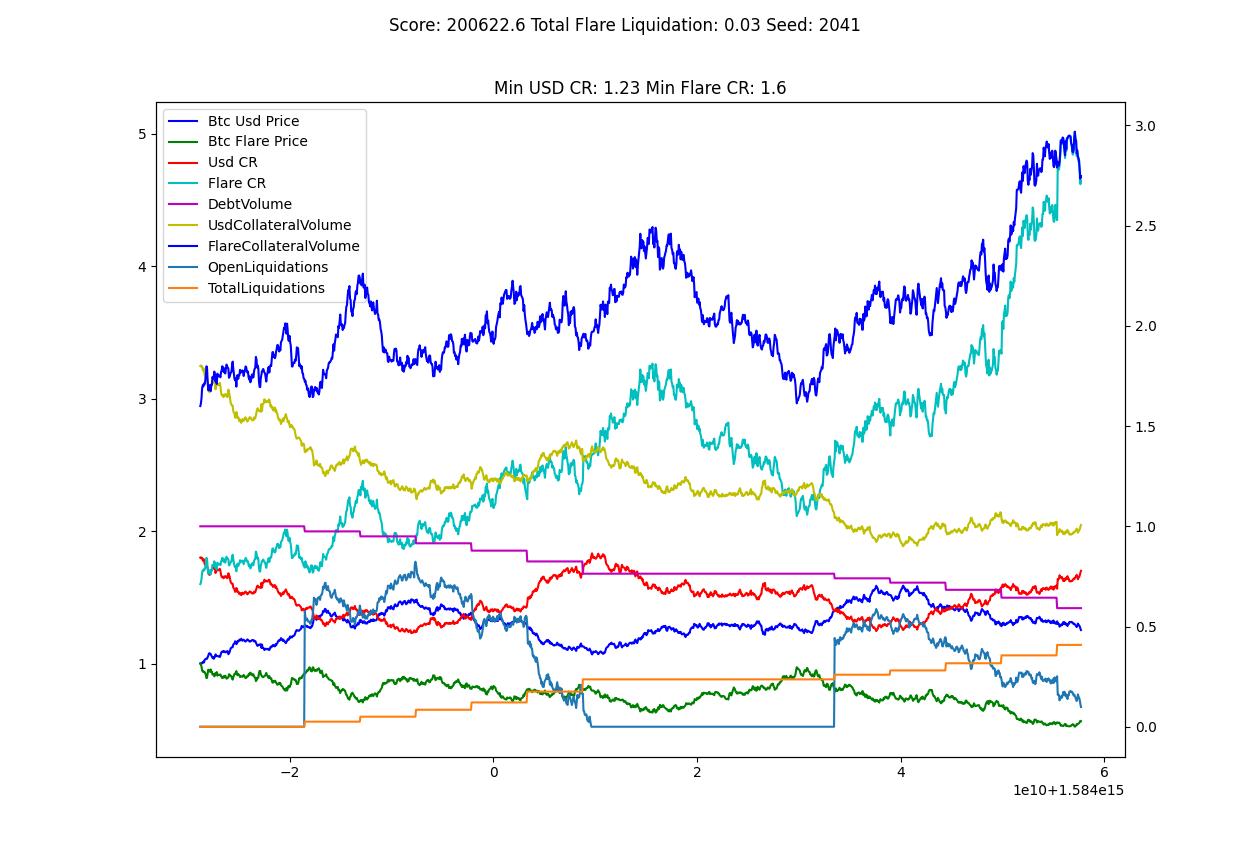 Score: 200622.6 Total Flare Liquidation: 0.03 Seed: 2041
Min USD CR: 1.23 Min Flare CR: 1.6
Btc Usd Price
Btc Flare Price
Usd CR
Flare CR
DebtVolume
UsdCollateralVolume
FlareCollateralVolume
OpenLiquidations
TotalLiquidations
5
4
3
2
1
3.0
2.5
2.0
1.5
1.0
0.5
0.0
−2 0 2 4 6
1e10+1.584e15